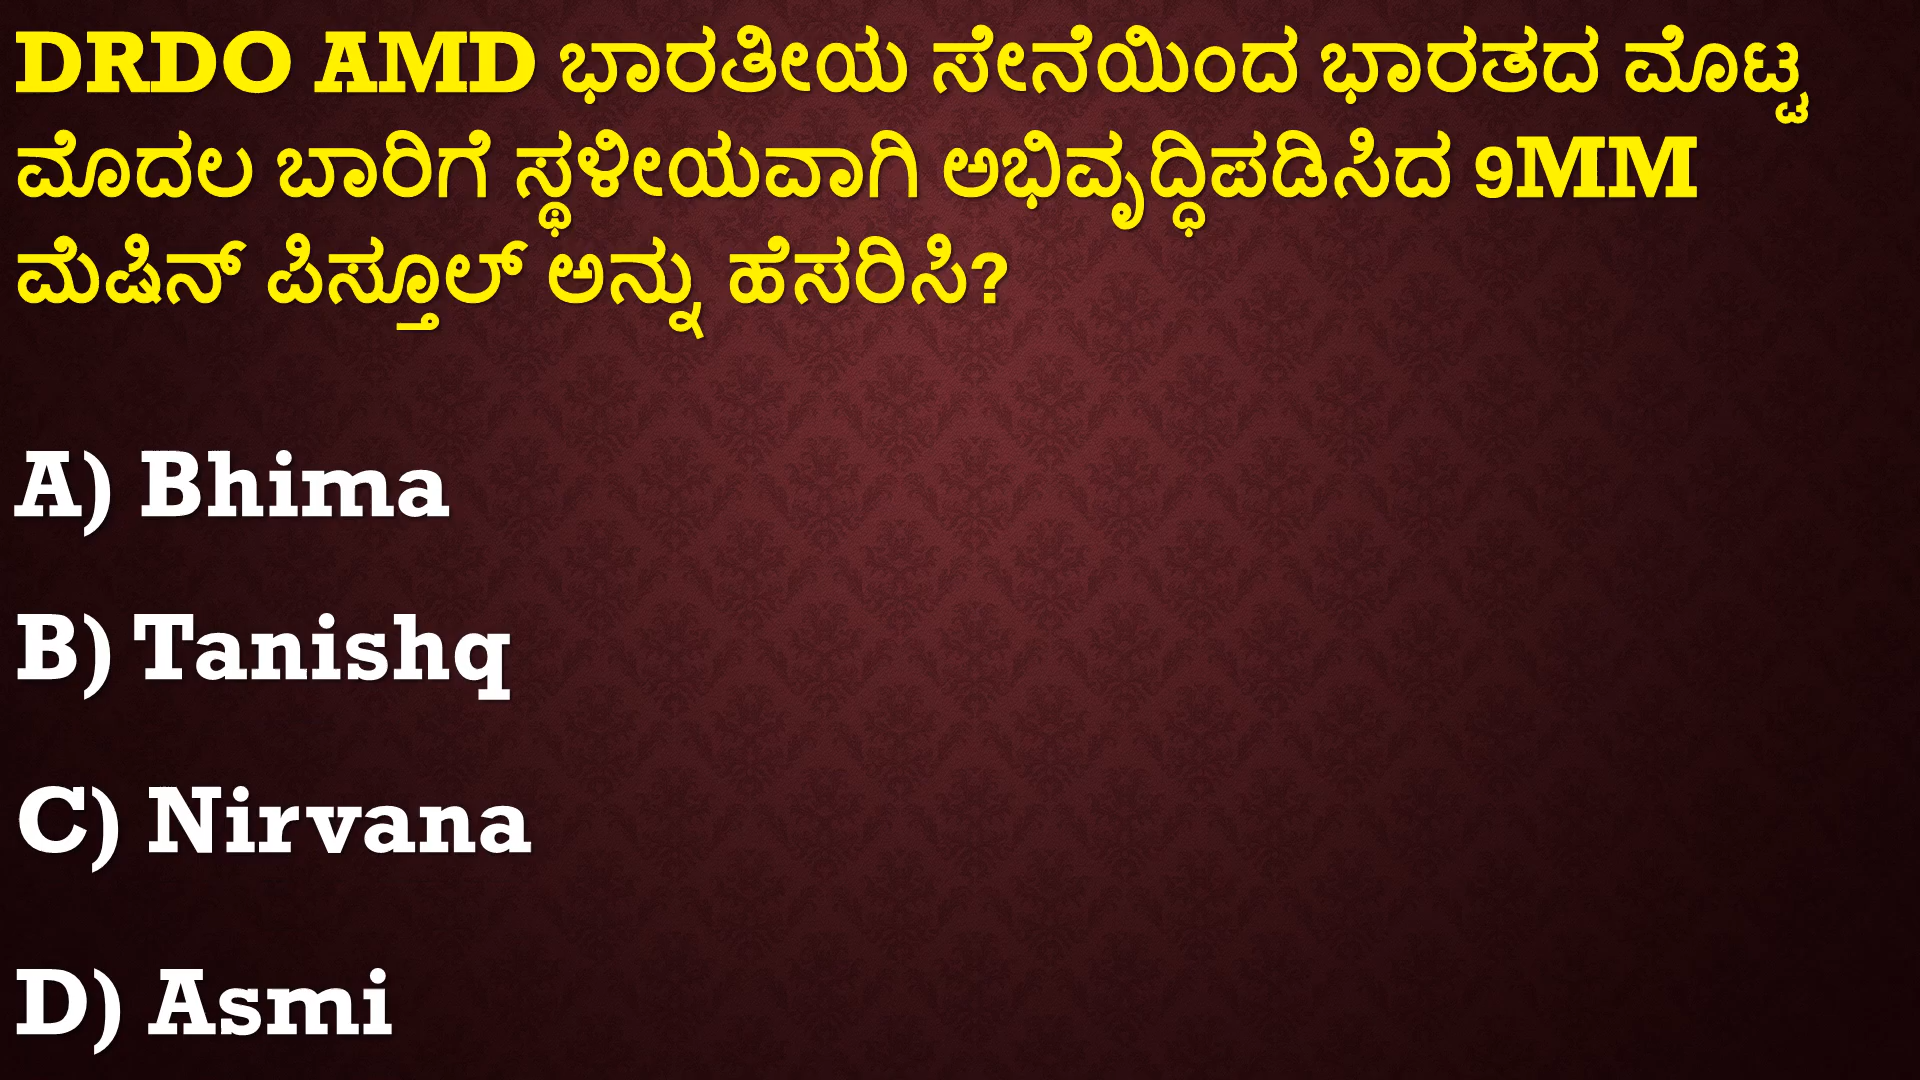 DRDO AMD ಭಾರತೀಯ ಸೇನೆಯಿಂದ ಭಾರತದ ಮೊಟ್ಟ
ಮೊದಲ ಬಾರಿಗೆ ಸ್ಥಳೀಯವಾಗಿ ಅಭಿವೃದ್ಧಿಪಡಿಸಿದ 9MM
ಮೆಷಿನ್ ಪಿಸ್ತೂಲ್ ಅನ್ನು ಹೆಸರಿಸಿ?
A) Bhima
B) Tanishq
C) Nirvana
D) Asmi